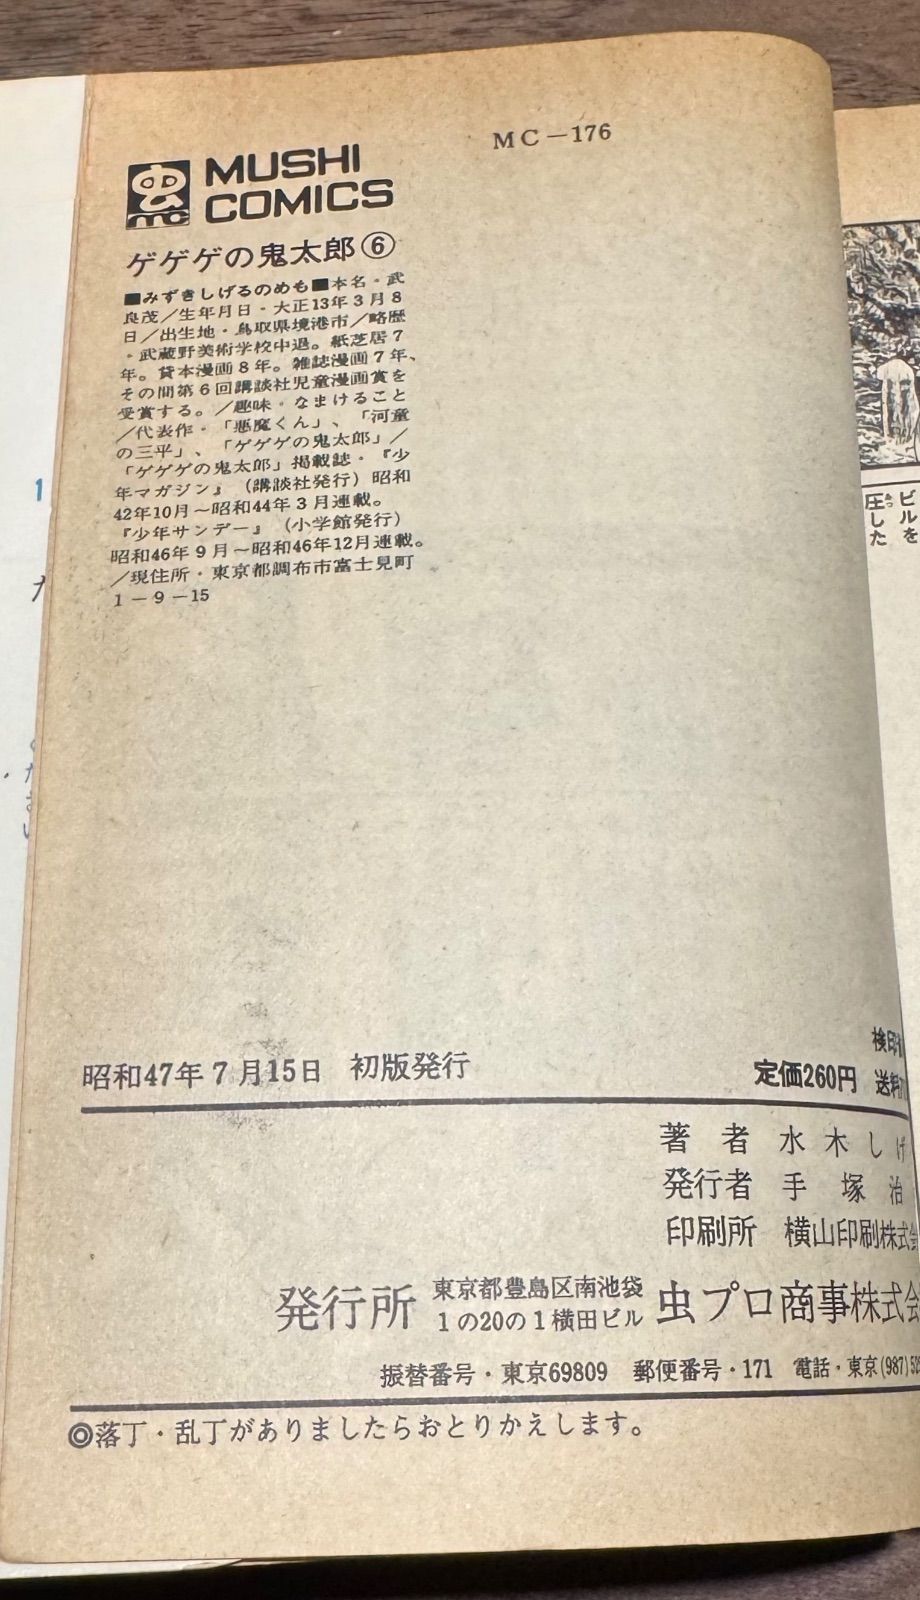 MC-176
虫
mc
MUSHI
COMICS
ゲゲゲの鬼太郎⑥
■みずきしげるのめも■本名・武
良茂／生年月日・大正13年3月8
日／出生地・鳥取県境港市／略歴
・武蔵野美術学校中退。紙芝居7
年。貸本漫画8年。雑誌漫画7年、
その間第6回講談社児童漫画賞を
受賞する。／趣味・なまけること
／代表作・「悪魔くん」、「河童
の三平」、「ゲゲゲの鬼太郎」／
「ゲゲゲの鬼太郎」掲載誌・『少
年マガジン』（講談社発行）昭和
42年10月〜昭和44年3月連載。
『少年サンデー』（小学館発行）
昭和46年9月〜昭和46年12月連載。
／現住所・東京都調布市富士見町
1－9－15
ビルを
圧した
あっ
検印
昭和47年7月15日 初版発行
定価260円 送料
著者 水木しげ
発行者 手塚治
印刷所 横山印刷株式会
発行所 東京都豊島区南池袋
1の20の1横田ビル 虫プロ商事株式会
振替番号・東京69809 郵便番号・171 電話・東京(987)52
◎落丁・乱丁がありましたらおとりかえします。